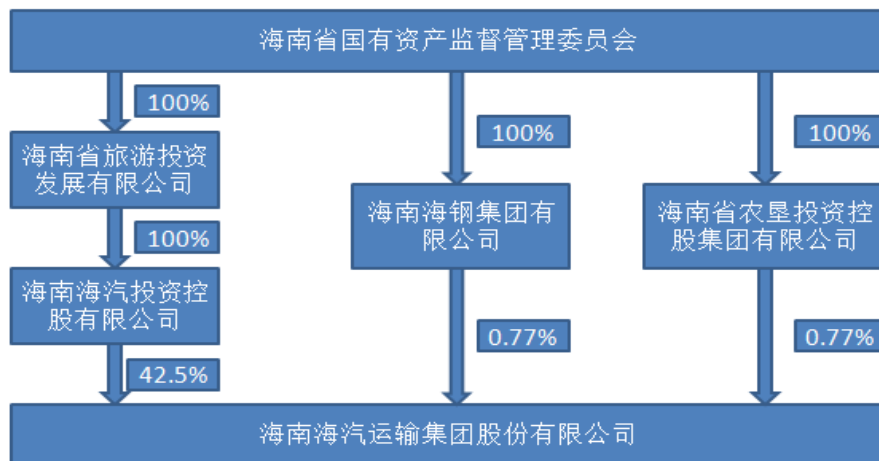 海南省国有资产监督管理委员会
100%
100%
100%
海南省旅游投资
发展有限公司
海南海钢集团有
限公司
海南省农垦投资控
股集团有限公司
100%
海南海汽投资控
股有限公司
42.5%
0.77%
0.77%
海南海汽运输集团股份有限公司